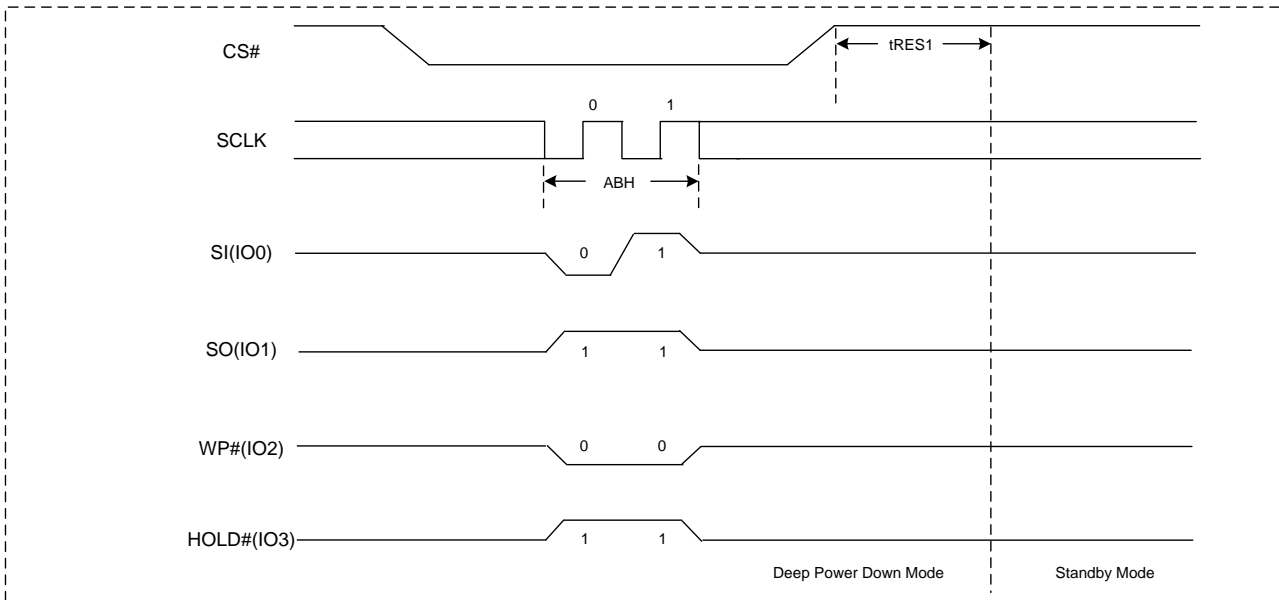 CS#
tRES1
0 1
SCLK
ABH
SI(IO0)
0 1
SO(IO1)
1 1
WP#(IO2)
0 0
HOLD#(IO3)
1 1
Deep Power Down Mode
Standby Mode